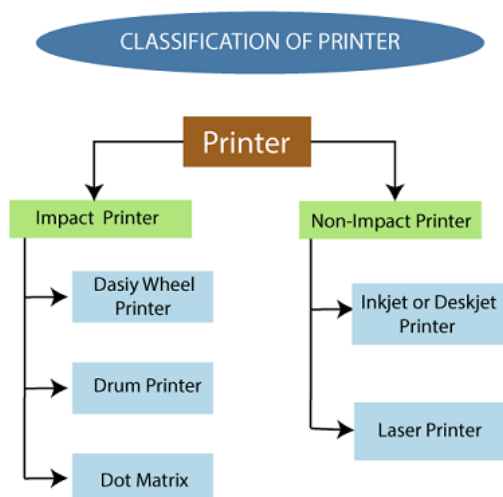 CLASSIFICATION OF PRINTER
Printer
Impact Printer
Non-Impact Printer
Dasiy Wheel
Printer
Inkjet or Deskjet
Printer
Drum Printer
Laser Printer
Dot Matrix